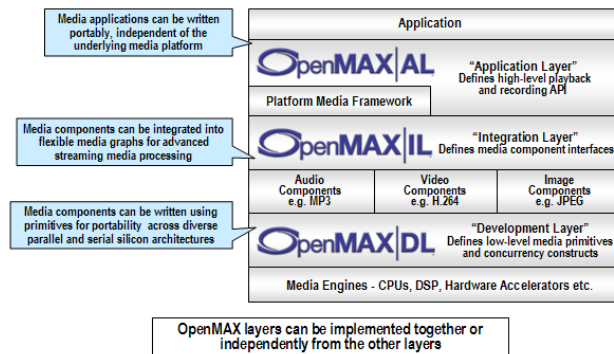 Media applications can be written
portably, independent of the
underlying media platform
Application
OpenMAX|AL
"Application Layer"
Defines high-level playback
and recording API
Platform Media Framework
Media components can be integrated into
flexible media graphs for advanced
streaming media processing
OpenMAX|IL
"Integration Layer"
Defines media component interfaces
Audio
Components
e.g. MP3
Video
Components
e.g. H.264
Image
Components
e.g. JPEG
Media components can be written using
primitives for portability across diverse
parallel and serial silicon architectures
OpenMAX|DL
"Development Layer"
Defines low-level media primitives
and concurrency constructs
Media Engines - CPUs, DSP, Hardware Accelerators etc.
OpenMAX layers can be implemented together or
independently from the other layers